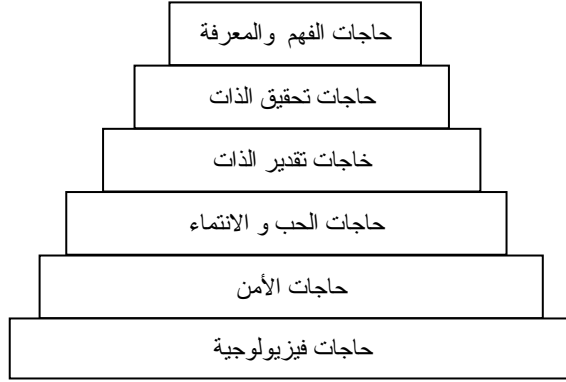 حاجات الفهم والمعرفة
حاجات تحقيق الذات
خاجات تقدير الذات
حاجات الحب و الانتماء
حاجات الأمن
حاجات فيزيولوجية